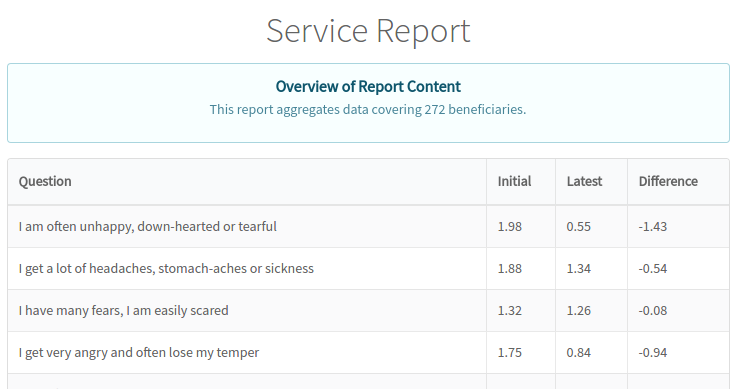 Service Report
Overview of Report Content
This report aggregates data covering 272 beneficiaries.
Question Initial Latest Difference
I am often unhappy, down-hearted or tearful 1.98 0.55 -1.43
I get a lot of headaches, stomach-aches or sickness 1.88 1.34 -0.54
I have many fears, I am easily scared 1.32 1.26 -0.08
I get very angry and often lose my temper 1.75 0.84 -0.94